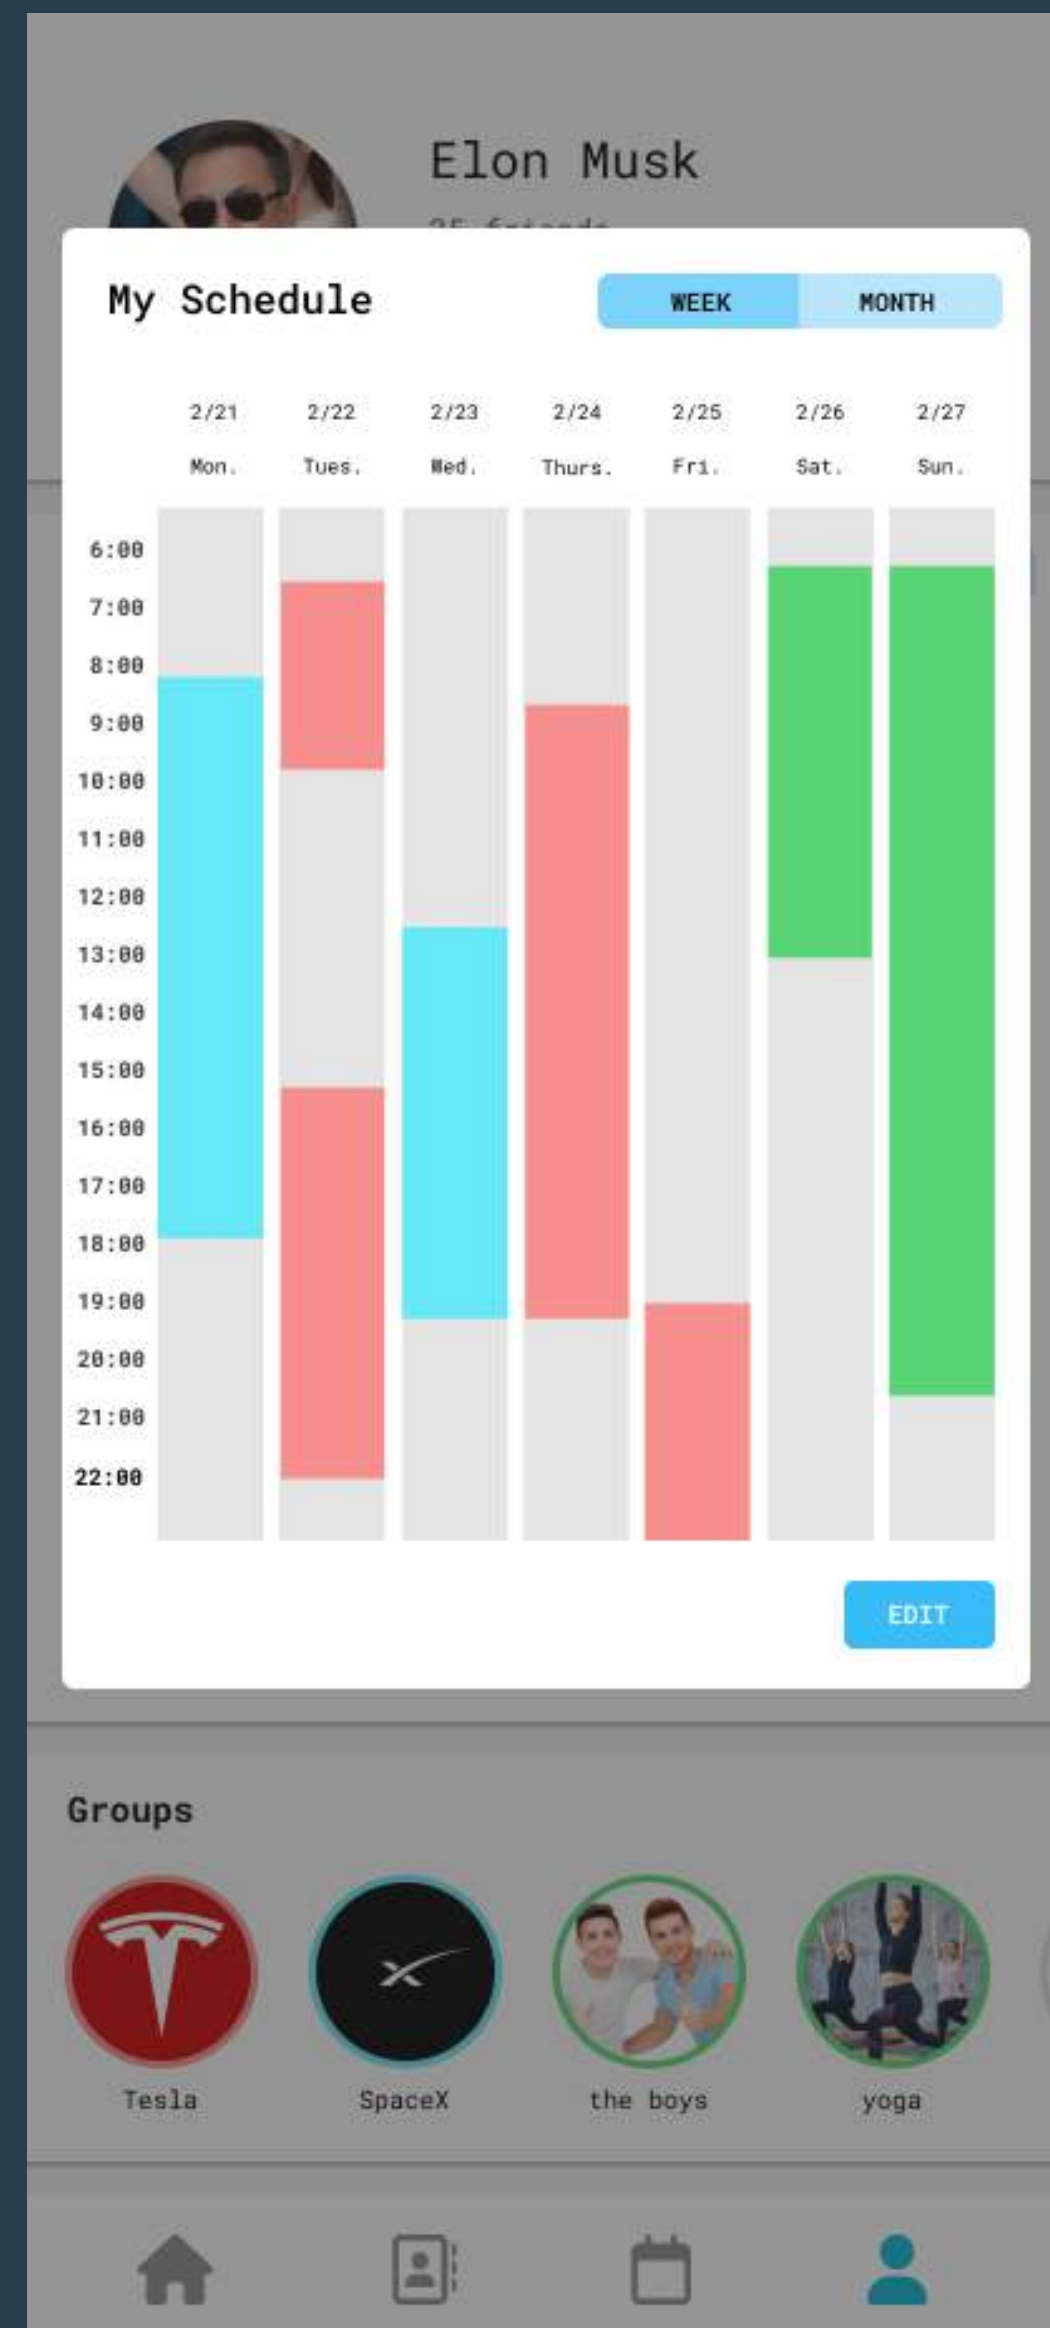 Elon Musk
My Schedule
WEEK MONTH
2/21 2/22 2/23 2/24 2/25 2/26 2/27
Mon. Tues. Wed. Thurs. Fri. Sat. Sun.
6:00
7:00
8:00
9:00
10:00
11:00
12:00
13:00
14:00
15:00
16:00
17:00
18:00
19:00
20:00
21:00
22:00
EDIT
Groups
Tesla SpaceX the boys yoga